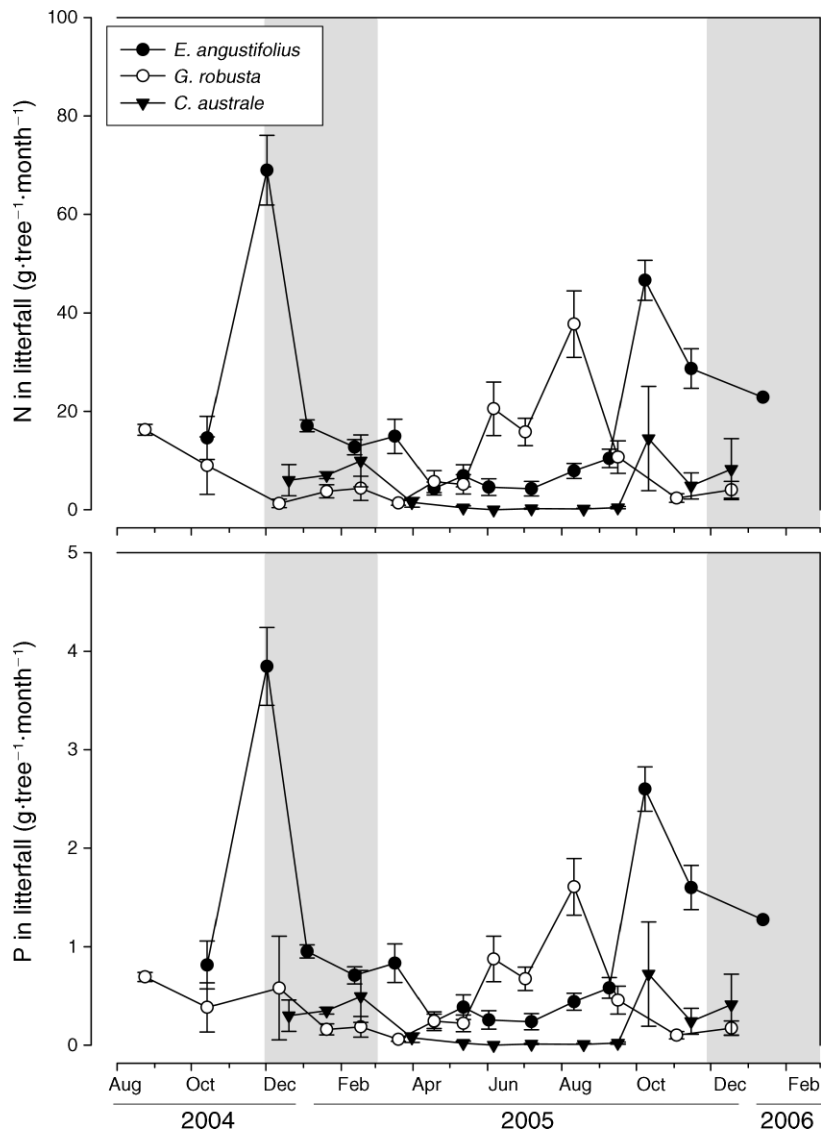 N in litterfall (g·tree⁻¹·month⁻¹)
100
80
60
40
20
0
E. angustifolius
G. robusta
C. australe
P in litterfall (g·tree⁻¹·month⁻¹)
5
4
3
2
1
0
Aug Oct Dec Feb Apr Jun Aug Oct Dec Feb
2004 2005 2006